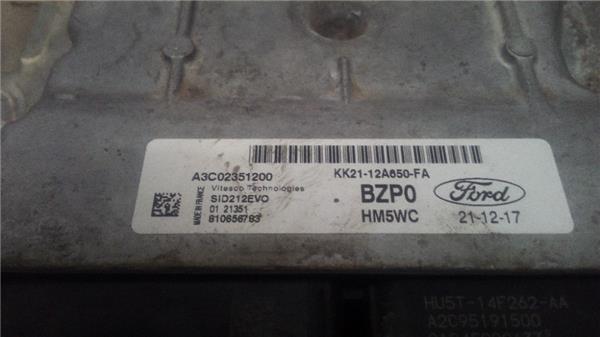 A3C02351200
KK21-12A650-FA
Vitesco Technologies
SID212EVO
01 21351
810656783
MADE IN FRANCE
BZP0
HM5WC
Ford
21-12-17
HU5T-14F262-AA
A2C95191500